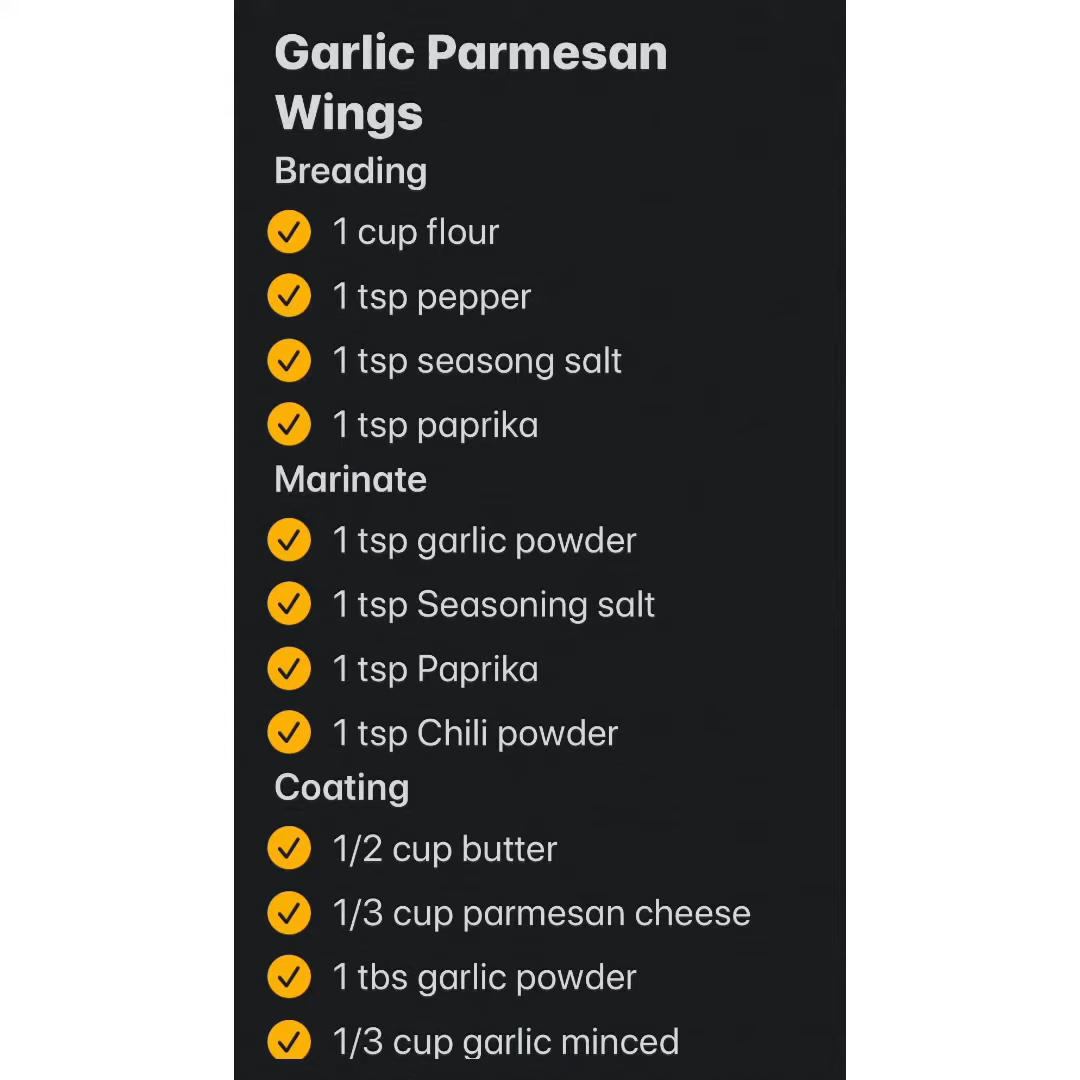 Garlic Parmesan
Wings
Breading
1 cup flour
1 tsp pepper
1 tsp seasong salt
1 tsp paprika
Marinate
1 tsp garlic powder
1 tsp Seasoning salt
1 tsp Paprika
1 tsp Chili powder
Coating
1/2 cup butter
1/3 cup parmesan cheese
1 tbs garlic powder
1/3 cup garlic minced